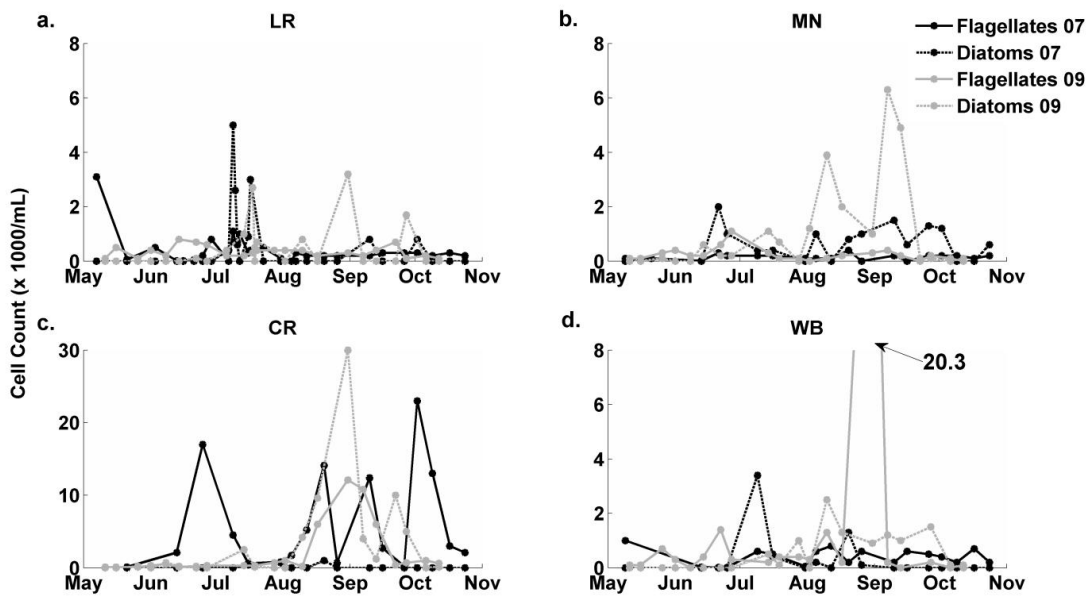 a. LR
8
6
4
2
0
May Jun Jul Aug Sep Oct Nov
b. MN
8
6
4
2
0
May Jun Jul Aug Sep Oct Nov
Flagellates 07
Diatoms 07
Flagellates 09
Diatoms 09
Cell Count (x 1000/mL)
c. CR
30
20
10
0
May Jun Jul Aug Sep Oct Nov
d. WB
8
6
4
2
0
May Jun Jul Aug Sep Oct Nov
20.3